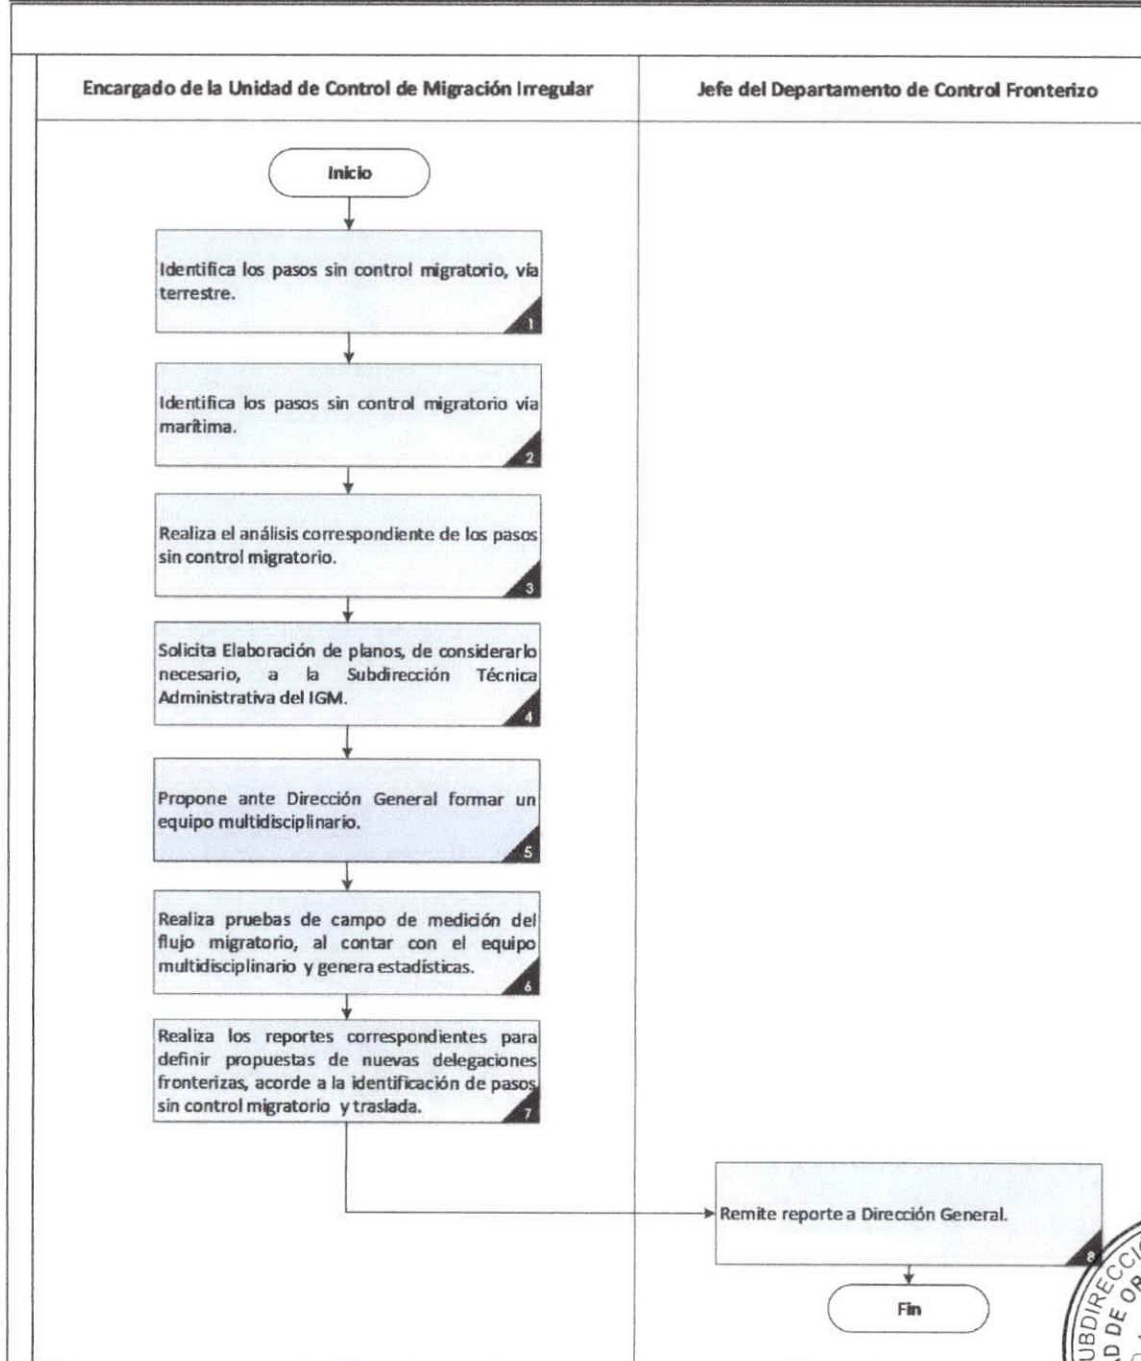 Encargado de la Unidad de Control de Migración Irregular
Jefe del Departamento de Control Fronterizo
Inicio
Identifica los pasos sin control migratorio, vía
terrestre.
1
Identifica los pasos sin control migratorio vía
marítima.
2
Realiza el análisis correspondiente de los pasos
sin control migratorio.
3
Solicita Elaboración de planos, de considerarlo
necesario, a la Subdirección Técnica
Administrativa del IGM.
4
Propone ante Dirección General formar un
equipo multidisciplinario.
5
Realiza pruebas de campo de medición del
flujo migratorio, al contar con el equipo
multidisciplinario y genera estadísticas.
6
Realiza los reportes correspondientes para
definir propuestas de nuevas delegaciones
fronterizas, acorde a la identificación de pasos
sin control migratorio y traslada.
7
Remite reporte a Dirección General.
8
Fin